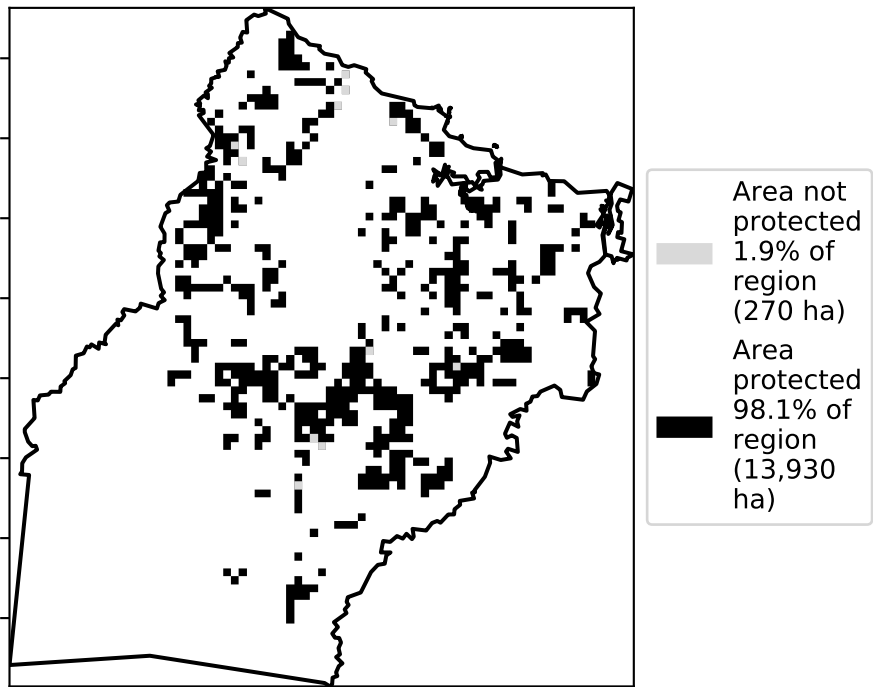 Area not
protected
1.9% of
region
(270 ha)
Area
protected
98.1% of
region
(13,930
ha)